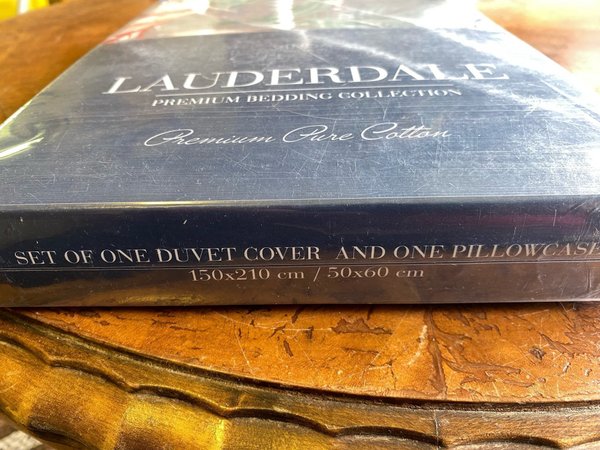 LAUDERDALE
PREMIUM BEDDING COLLECTION
Premium Pure Cotton
SET OF ONE DUVET COVER AND ONE PILLOWCASE
150x210 cm / 50x60 cm